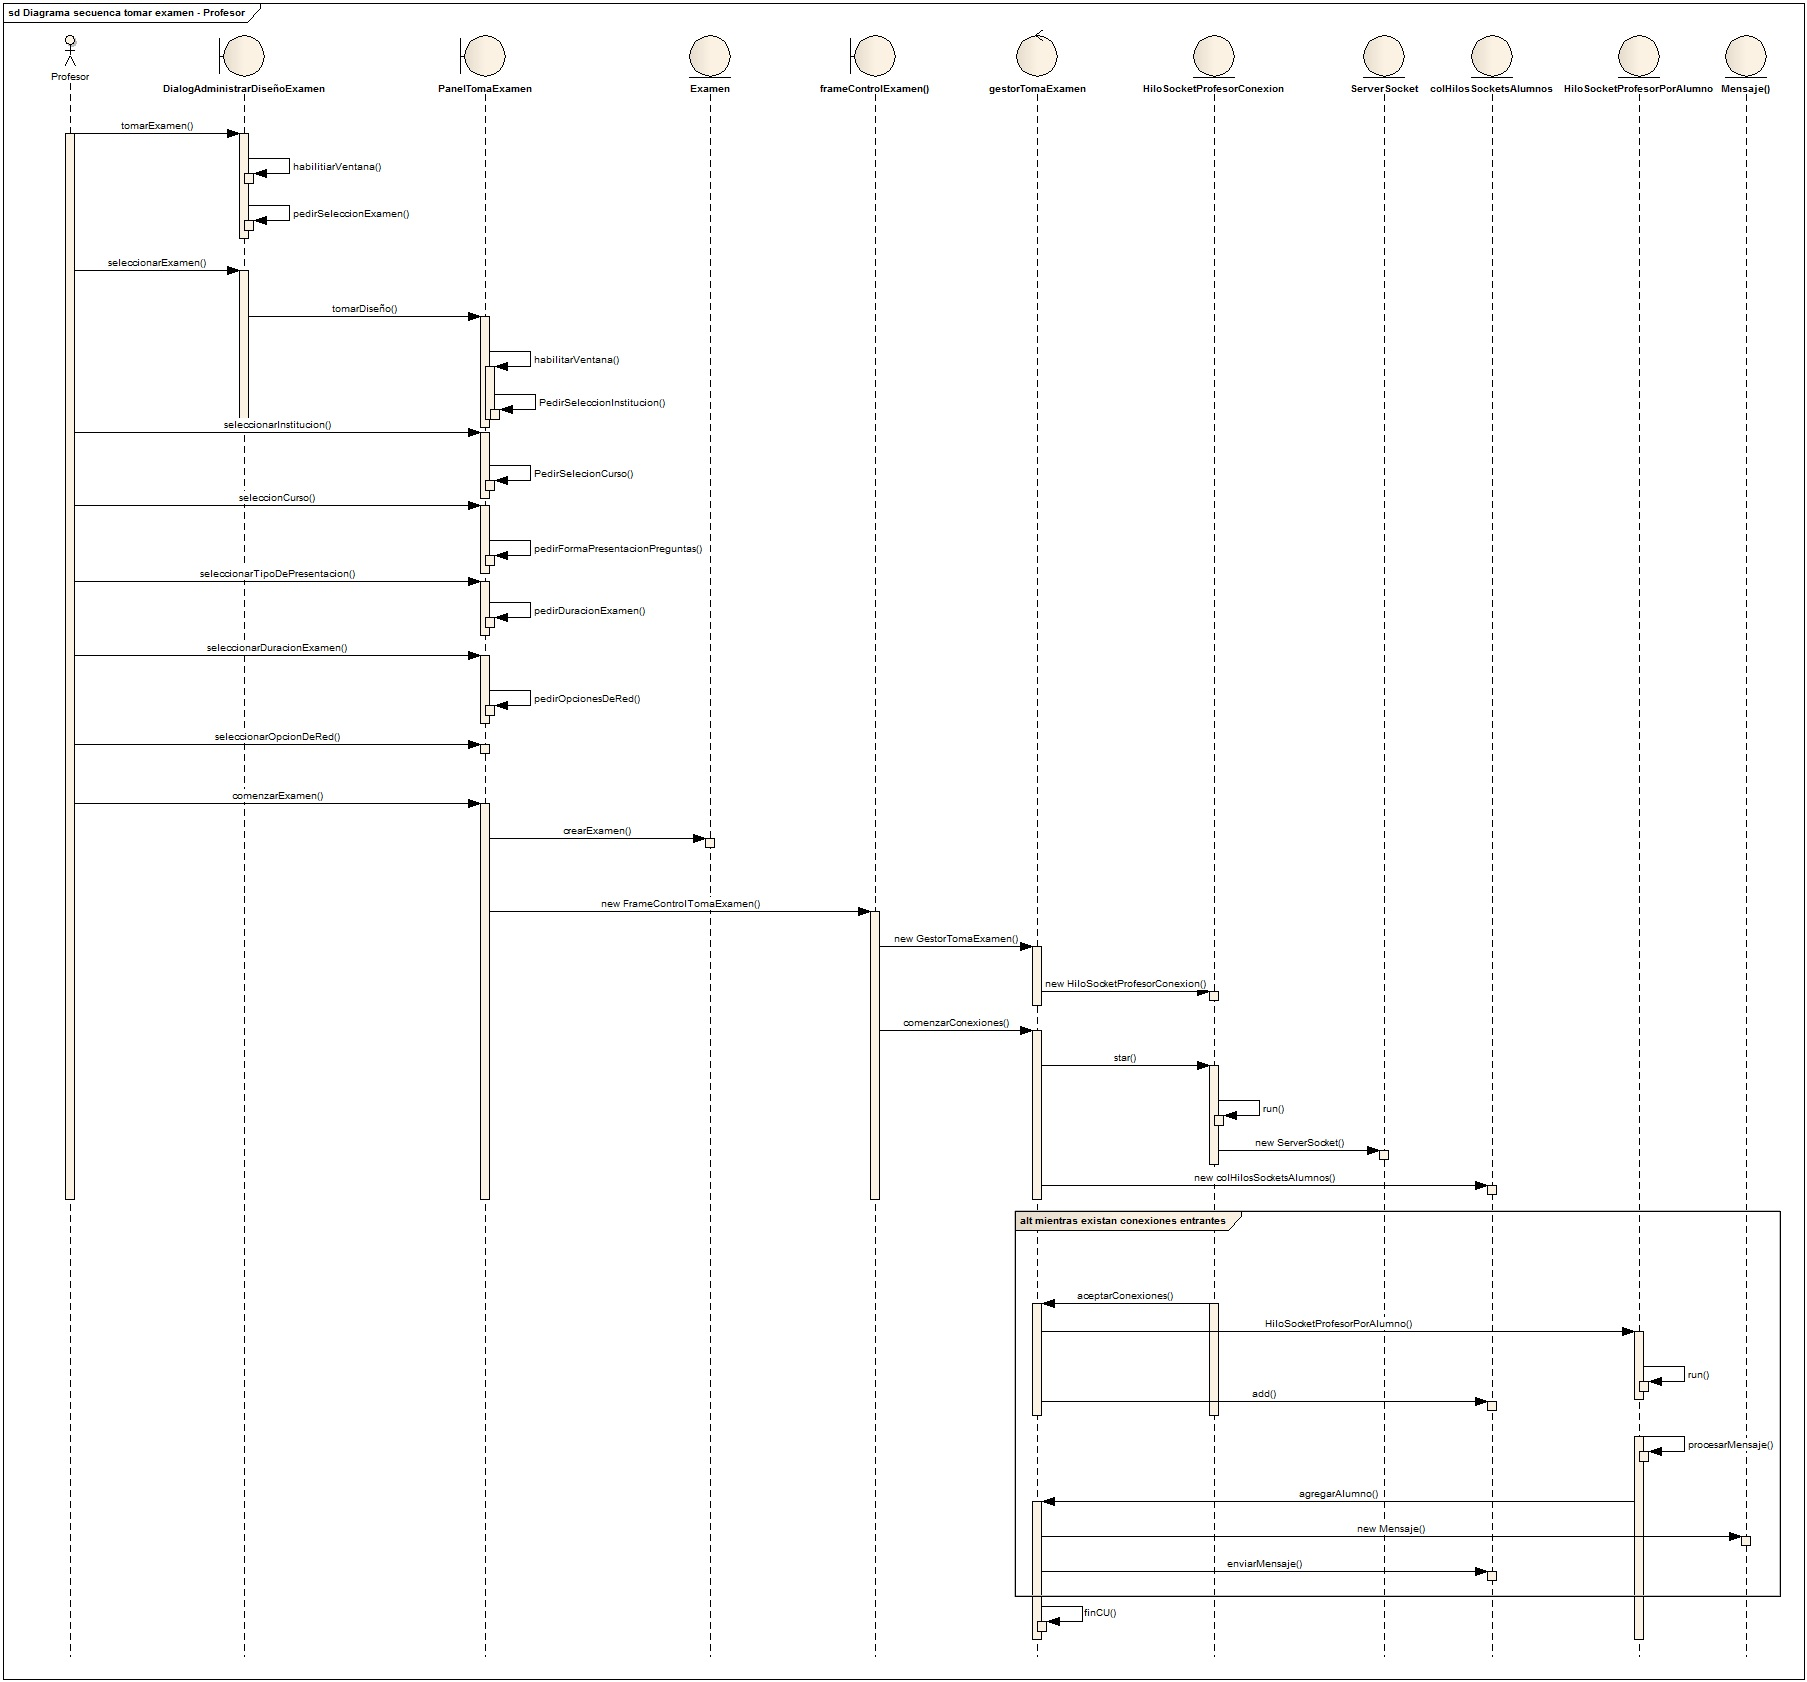 sd Diagrama secuenca tomar examen - Profesor
Profesor
DialogAdministrarDiseñoExamen
PanelTomaExamen
Examen
frameControlExamen()
gestorTomaExamen
HiloSocketProfesorConexion
ServerSocket
colHilosSocketsAlumnos
HiloSocketProfesorPorAlumno
Mensaje()
tomarExamen()
habilitiarVentana()
pedirSeleccionExamen()
seleccionarExamen()
tomarDiseño()
habilitarVentana()
PedirSeleccionInstitucion()
seleccionarInstitucion()
PedirSelecionCurso()
seleccionCurso()
pedirFormaPresentacionPreguntas()
seleccionarTipoDePresentacion()
pedirDuracionExamen()
seleccionarDuracionExamen()
pedirOpcionesDeRed()
seleccionarOpcionDeRed()
comenzarExamen()
crearExamen()
new FrameControlTomaExamen()
new GestorTomaExamen()
new HiloSocketProfesorConexion()
comenzarConexiones()
star()
run()
new ServerSocket()
new colHilosSocketsAlumnos()
alt mientras existan conexiones entrantes
aceptarConexiones()
HiloSocketProfesorPorAlumno()
run()
add()
procesarMensaje()
agregarAlumno()
new Mensaje()
enviarMensaje()
finCU()